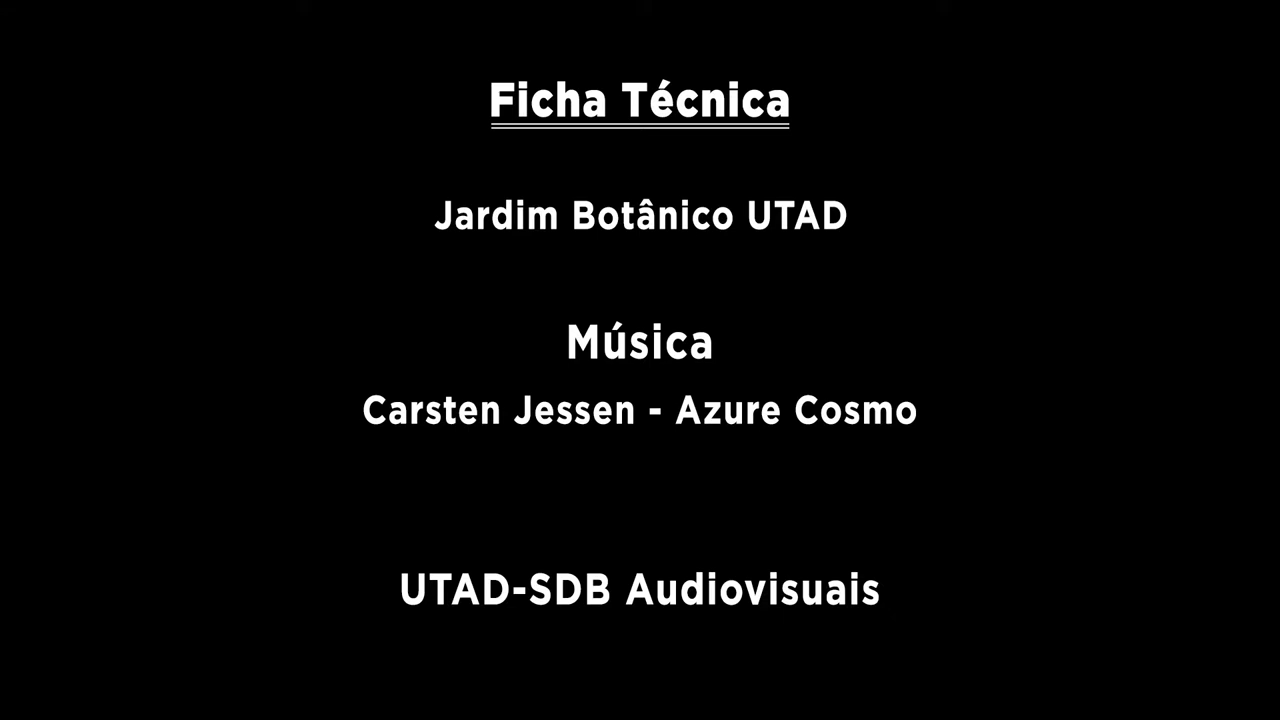 Ficha Técnica
Jardim Botânico UTAD
Música
Carsten Jessen - Azure Cosmo
UTAD-SDB Audiovisuais